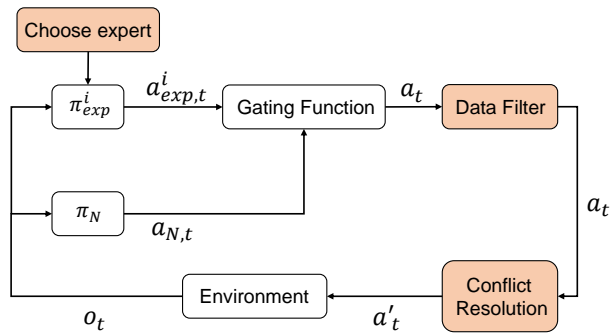 Choose expert
π^i_exp
a^i_exp,t
Gating Function
a_t
Data Filter
π_N
a_N,t
a_t
Environment
Conflict
Resolution
o_t
a'_t